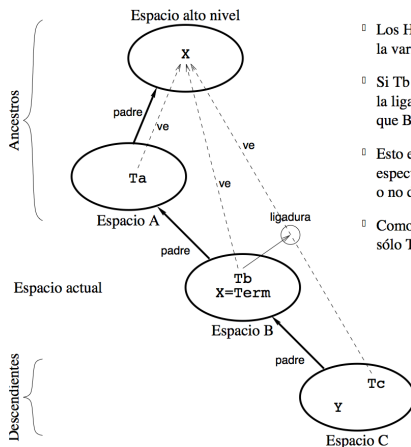 Espacio alto nivel
X
Ancestros
padre
ve
ve
ve
Ta
Espacio A
ligadura
padre
Espacio actual
Tb
X=Term
Espacio B
padre
Descendientes
Tc
Y
Espacio C
Los H
la var
Si Tb
la liga
que B
Esto e
espect
o no c
Como
sólo T